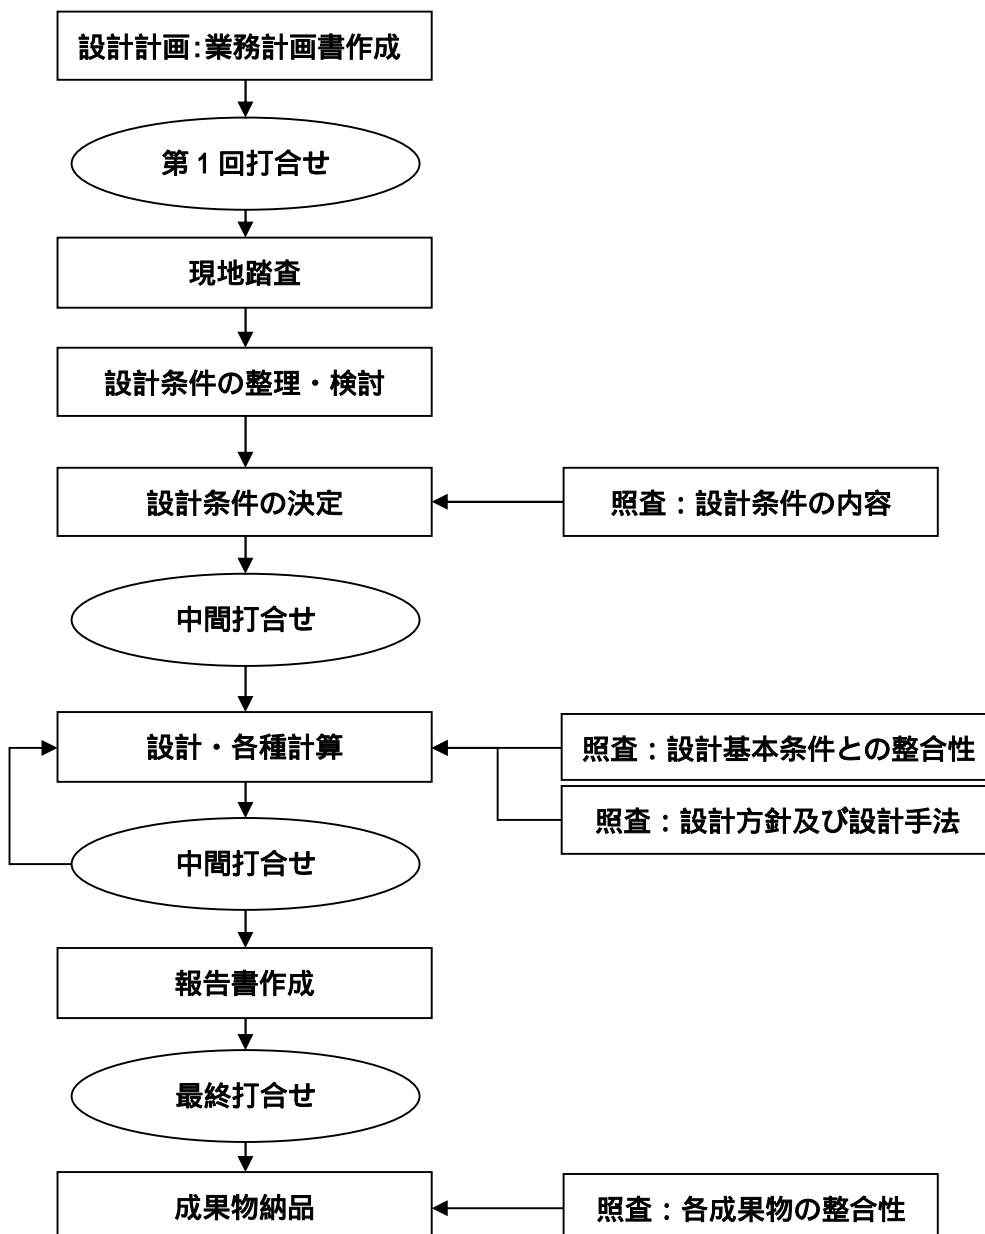 設計計画:業務計画書作成
第1回打合せ
現地踏査
設計条件の整理・検討
設計条件の決定
照査:設計条件の内容
中間打合せ
設計・各種計算
照査:設計基本条件との整合性
照査:設計方針及び設計手法
中間打合せ
報告書作成
最終打合せ
成果物納品
照査:各成果物の整合性